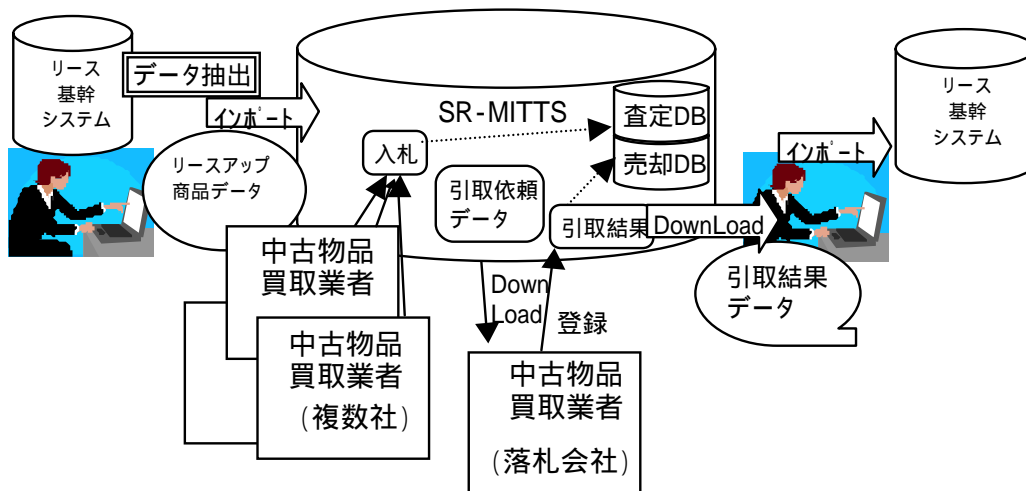 リース
基幹
システム
データ抽出
インポート
リースアップ
商品データ
SR-MITTS
入札
査定DB
売却DB
引取依頼
データ
引取結果
DownLoad
インポート
リース
基幹
システム
引取結果
データ
中古物品
買取業者
中古物品
買取業者
(複数社)
Down
Load
登録
中古物品
買取業者
(落札会社)